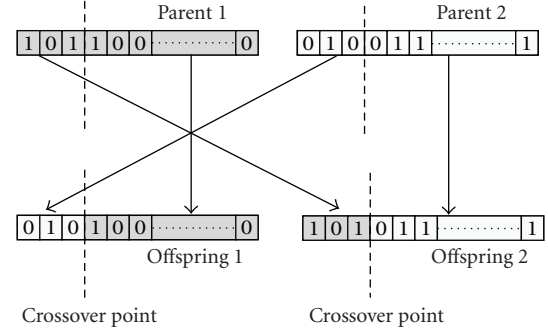 Parent 1
Parent 2
1 0 1 1 0 0 ........... 0
0 1 0 0 1 1 ........... 1
0 1 0 1 0 0 ........... 0
1 0 1 0 1 1 ........... 1
Offspring 1
Offspring 2
Crossover point
Crossover point